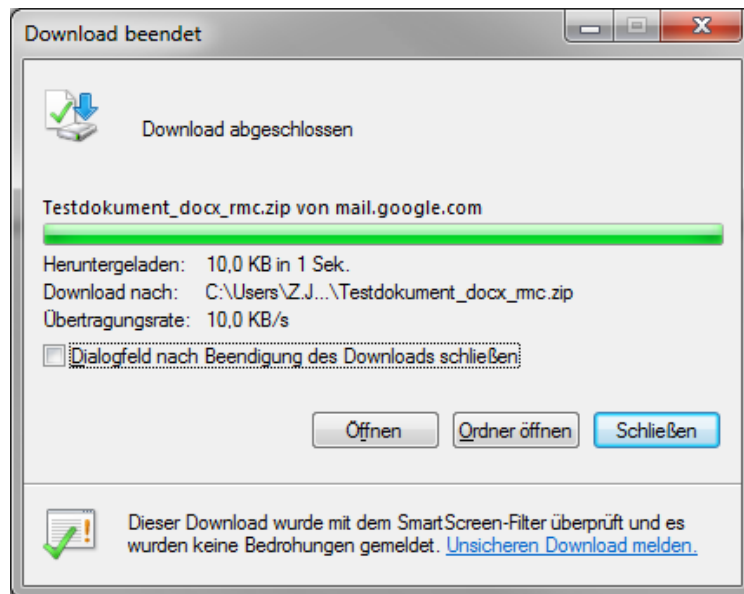 Download beendet
Download abgeschlossen
Testdokument_docx_rmc.zip von mail.google.com
Heruntergeladen: 10,0 KB in 1 Sek.
Download nach: C:\Users\Z.J...\Testdokument_docx_rmc.zip
Übertragungsrate: 10,0 KB/s
Dialogfeld nach Beendigung des Downloads schließen
Öffnen Ordner öffnen Schließen
Dieser Download wurde mit dem SmartScreen-Filter überprüft und es
wurden keine Bedrohungen gemeldet. Unsicheren Download melden.